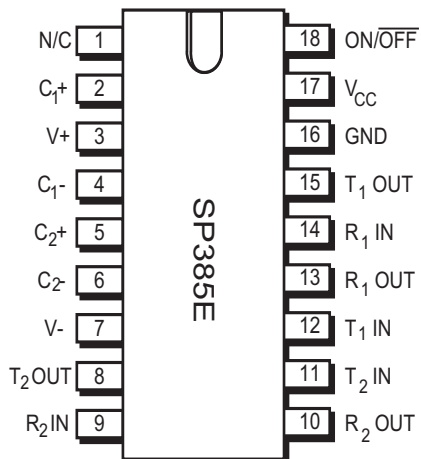 N/C 1
C₁+ 2
V+ 3
C₁- 4
C₂+ 5
C₂- 6
V- 7
T₂OUT 8
R₂IN 9
SP385E
18 ON/O̅F̅F̅
17 V_CC
16 GND
15 T₁ OUT
14 R₁ IN
13 R₁ OUT
12 T₁ IN
11 T₂ IN
10 R₂ OUT